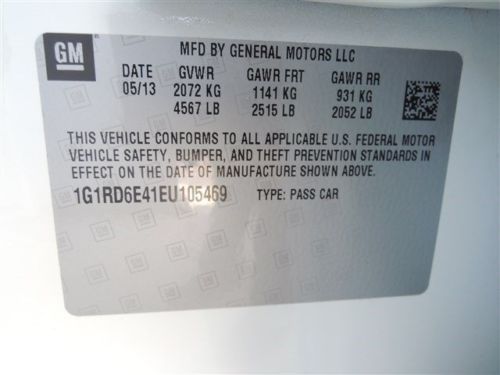 GM
MFD BY GENERAL MOTORS LLC
DATE GVWR GAWR FRT GAWR RR
05/13 2072 KG 1141 KG 931 KG
4567 LB 2515 LB 2052 LB
THIS VEHICLE CONFORMS TO ALL APPLICABLE U.S. FEDERAL MOTOR
VEHICLE SAFETY, BUMPER, AND THEFT PREVENTION STANDARDS IN
EFFECT ON THE DATE OF MANUFACTURE SHOWN ABOVE.
1G1RD6E41EU105469 TYPE: PASS CAR